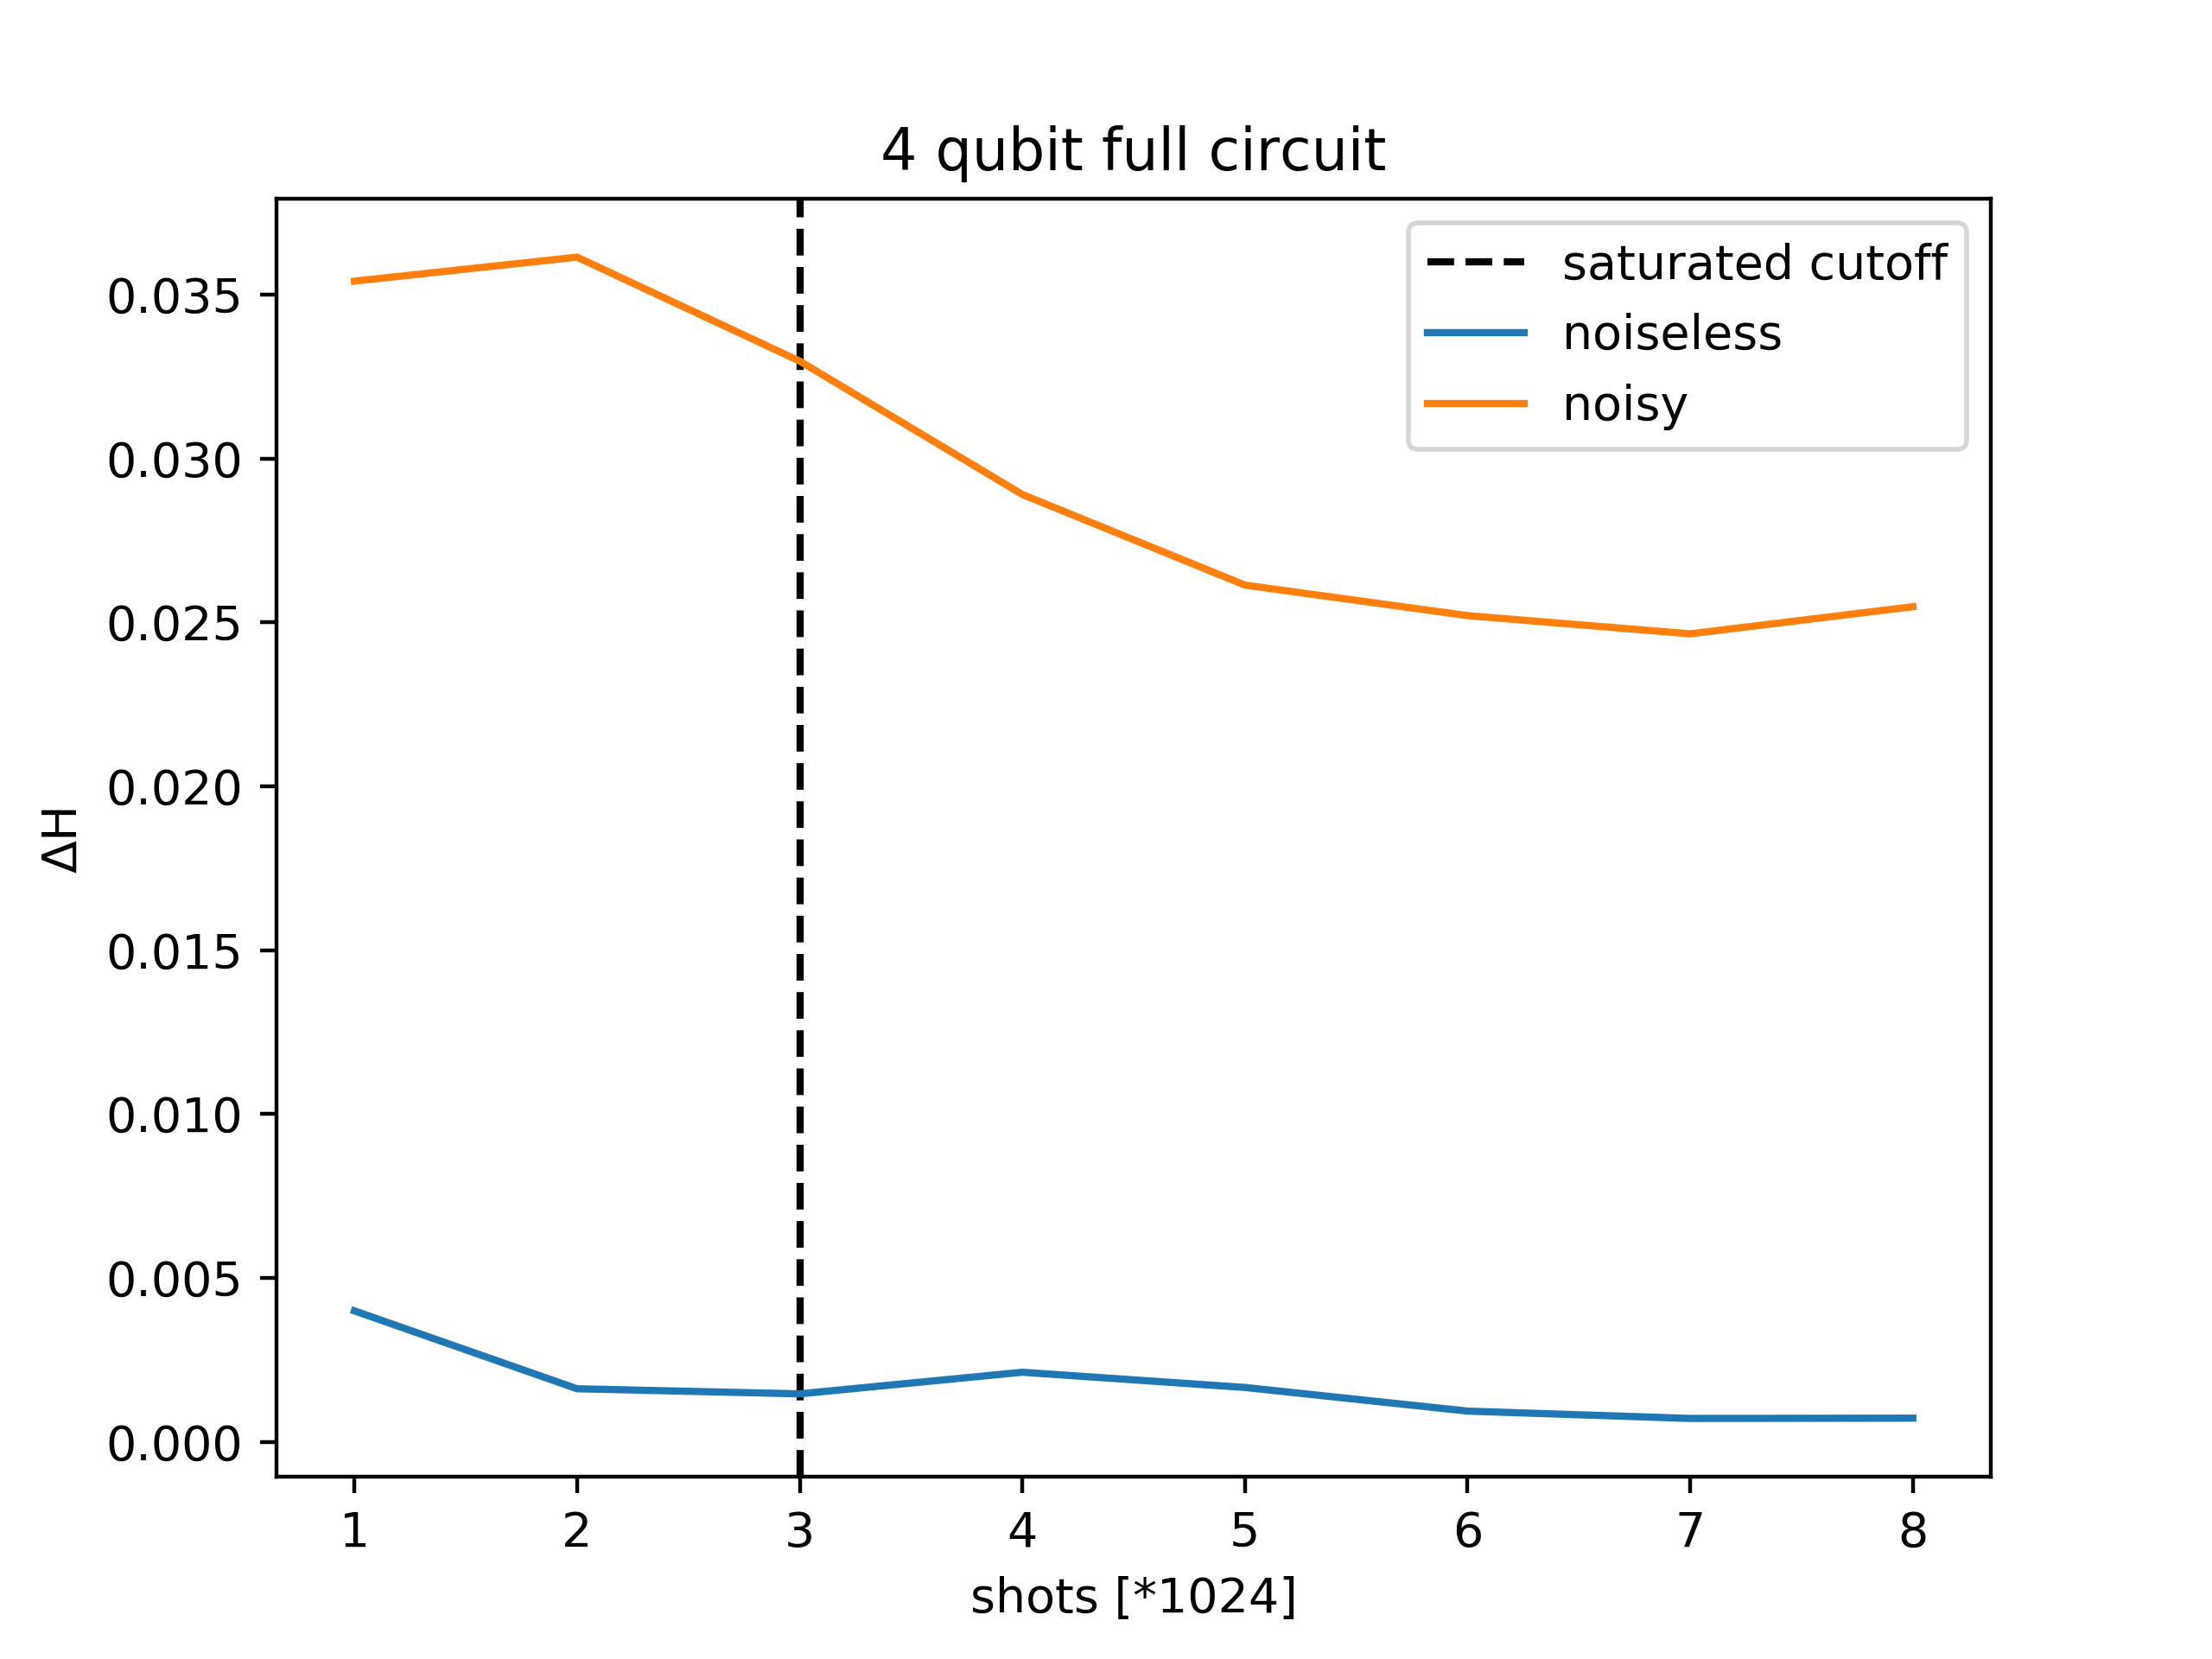 4 qubit full circuit
saturated cutoff
noiseless
noisy
0.035
0.030
0.025
0.020
0.015
0.010
0.005
0.000
ΔH
1 2 3 4 5 6 7 8
shots [*1024]